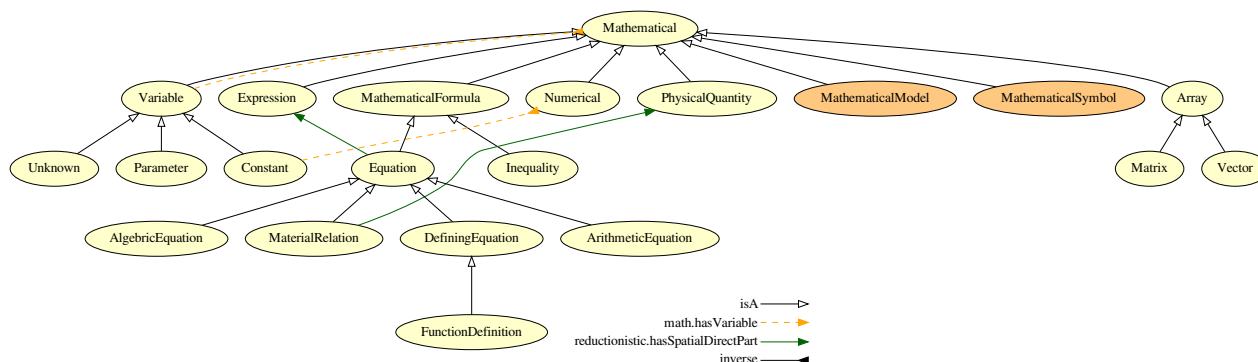 Mathematical
Variable
Expression
MathematicalFormula
Numerical
PhysicalQuantity
MathematicalModel
MathematicalSymbol
Array
Unknown
Parameter
Constant
Equation
Inequality
Matrix
Vector
AlgebricEquation
MaterialRelation
DefiningEquation
ArithmeticEquation
FunctionDefinition
isA
math.hasVariable
reductionistic.hasSpatialDirectPart
inverse